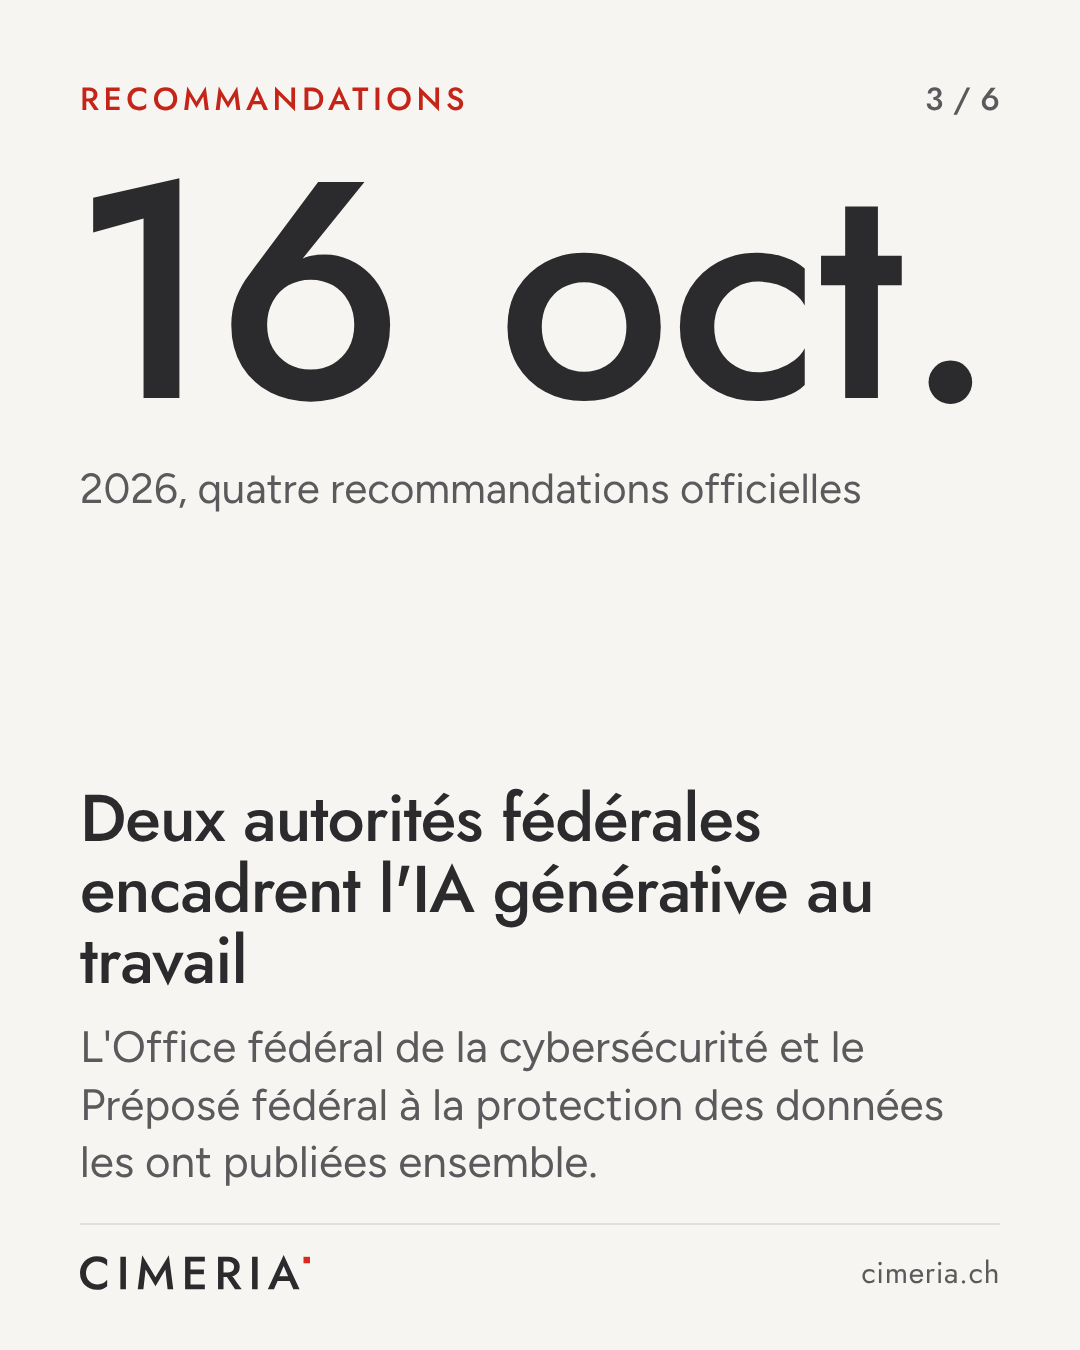 RECOMMANDATIONS
3 / 6
16 oct.
2026, quatre recommandations officielles
Deux autorités fédérales
encadrent l'IA générative au
travail
L'Office fédéral de la cybersécurité et le
Préposé fédéral à la protection des données
les ont publiées ensemble.
CIMERIA
cimeria.ch